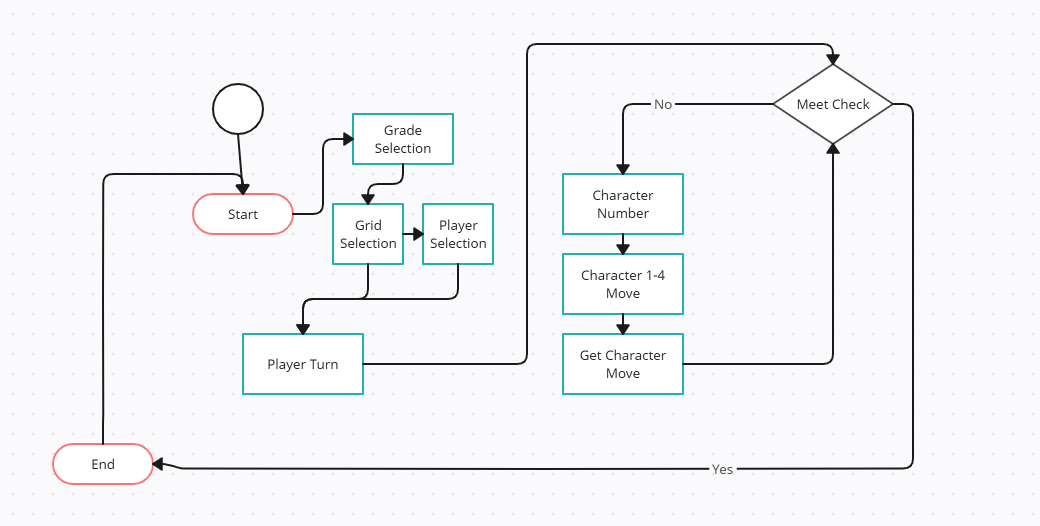 Start
Grade
Selection
Grid
Selection
Player
Selection
Player Turn
Meet Check
No
Character
Number
Character 1-4
Move
Get Character
Move
Yes
End